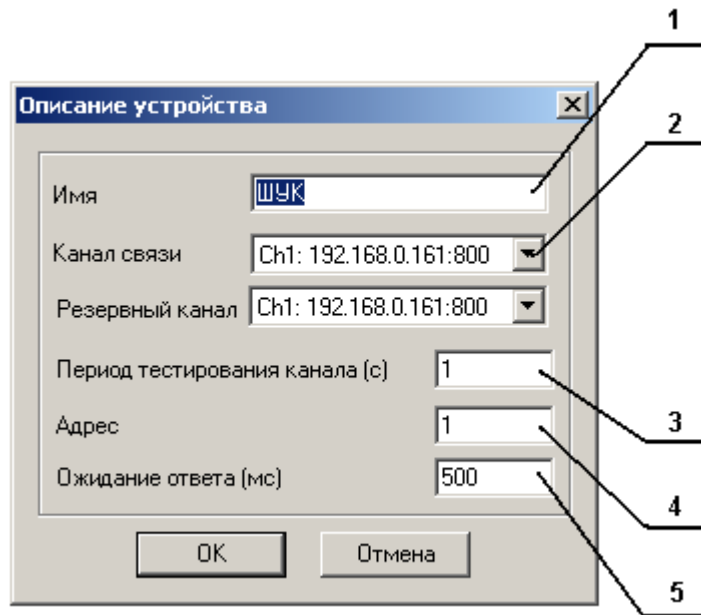 1
Описание устройства
2
Имя ШУК
Канал связи Ch1: 192.168.0.161:800
Резервный канал Ch1: 192.168.0.161:800
Период тестирования канала (с) 1
3
Адрес 1
Ожидание ответа (мс) 500
4
OK Отмена
5